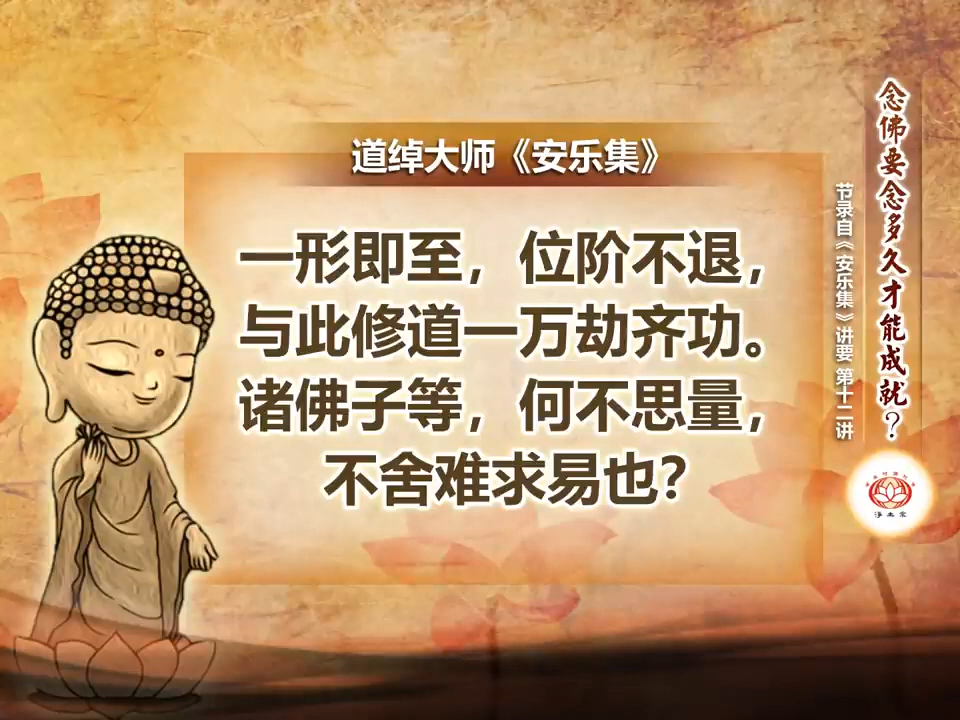 道绰大师《安乐集》
一形即至，位阶不退，
与此修道一万劫齐功。
诸佛子等，何不思量，
不舍难求易也？
念佛要念多久才能成就？
节录自《安乐集》讲要 第十二讲
净土宗